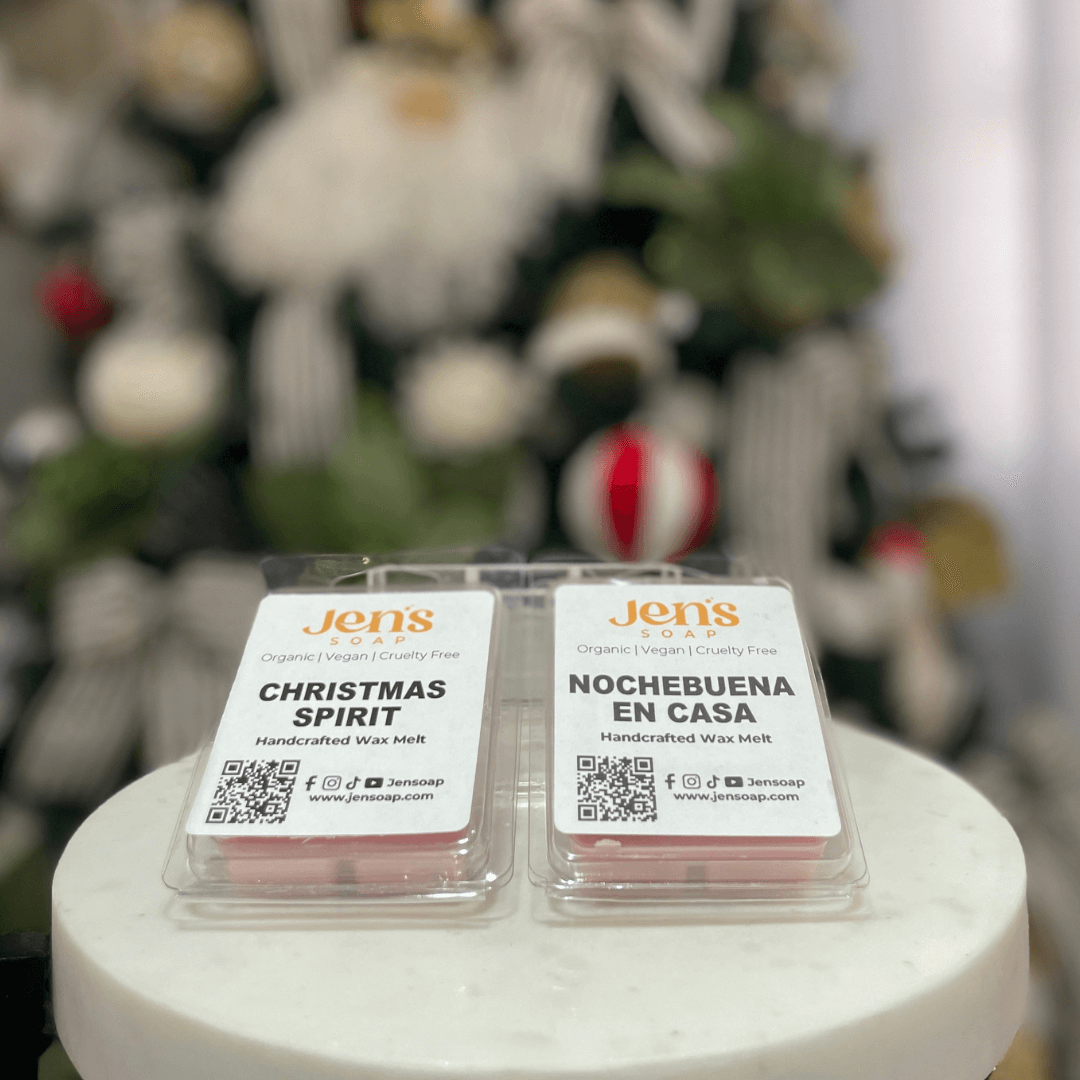 Jen's
SOAP
Organic | Vegan | Cruelty Free
CHRISTMAS
SPIRIT
Handcrafted Wax Melt
Jensoap
www.jensoap.com
Jen's
SOAP
Organic | Vegan | Cruelty Free
NOCHEBUENA
EN CASA
Handcrafted Wax Melt
Jensoap
www.jensoap.com